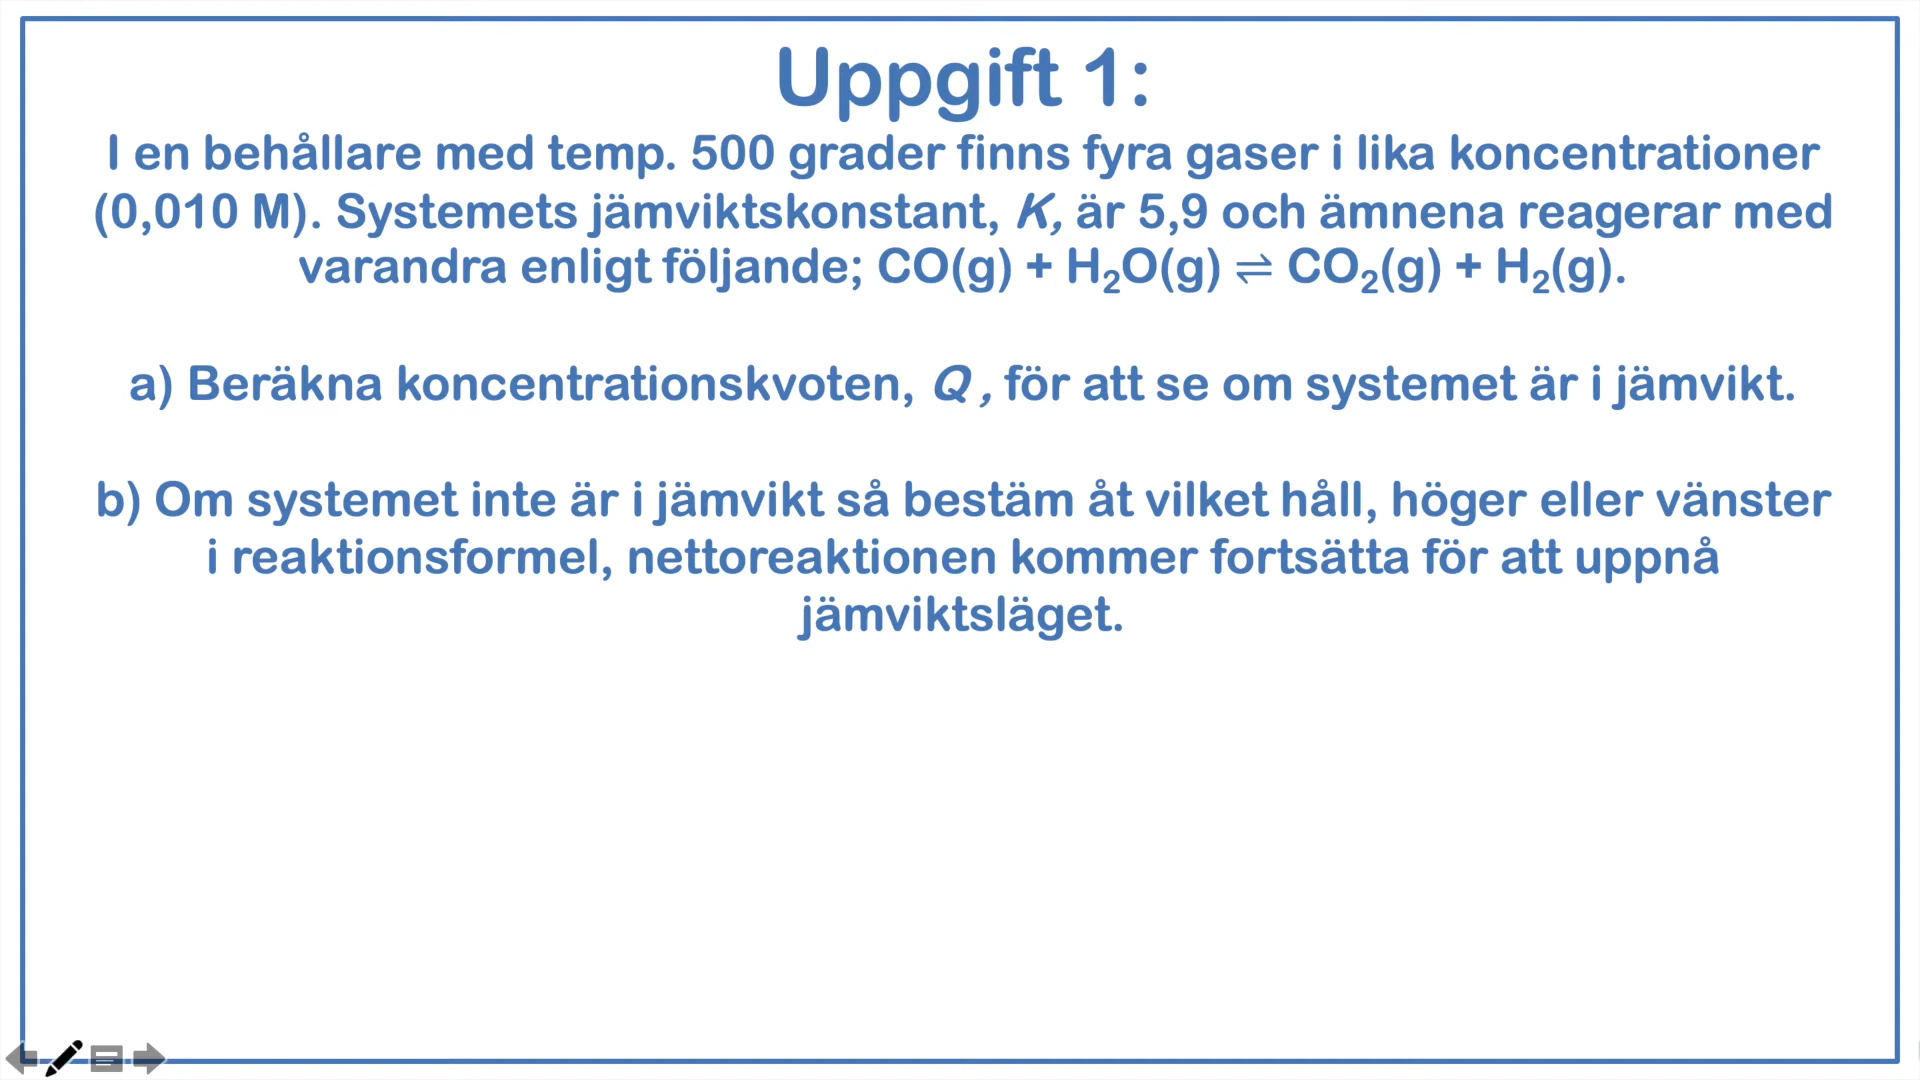 Uppgift 1:
I en behållare med temp. 500 grader finns fyra gaser i lika koncentrationer
(0,010 M). Systemets jämviktskonstant, K, är 5,9 och ämnena reagerar med
varandra enligt följande; CO(g) + H₂O(g) ⇌ CO₂(g) + H₂(g).
a) Beräkna koncentrationskvoten, Q , för att se om systemet är i jämvikt.
b) Om systemet inte är i jämvikt så bestäm åt vilket håll, höger eller vänster
i reaktionsformel, nettoreaktionen kommer fortsätta för att uppnå
jämviktsläget.